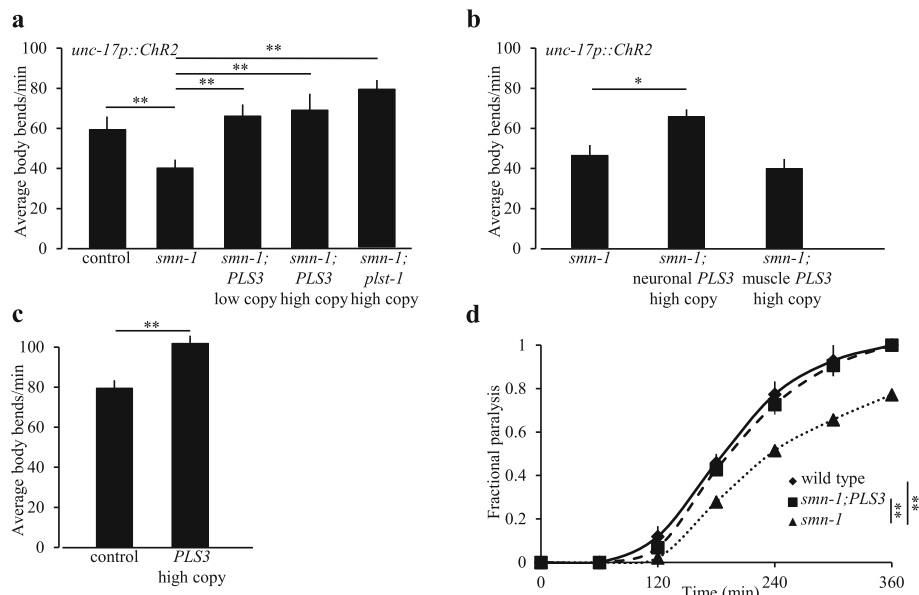 a
unc-17p::ChR2
Average body bends/min
100
80
60
40
20
0
**
**
**
**
control
smn-1
smn-1;
PLS3
low copy
smn-1;
PLS3
high copy
smn-1;
plst-1
high copy
b
unc-17p::ChR2
Average body bends/min
100
80
60
40
20
0
*
smn-1
smn-1;
neuronal PLS3
high copy
smn-1;
muscle PLS3
high copy
c
Average body bends/min
100
80
60
40
20
0
**
control
PLS3
high copy
d
Fractional paralysis
1
0.8
0.6
0.4
0.2
0
0
120
240
360
Time (min)
wild type
smn-1;PLS3
smn-1
**
**